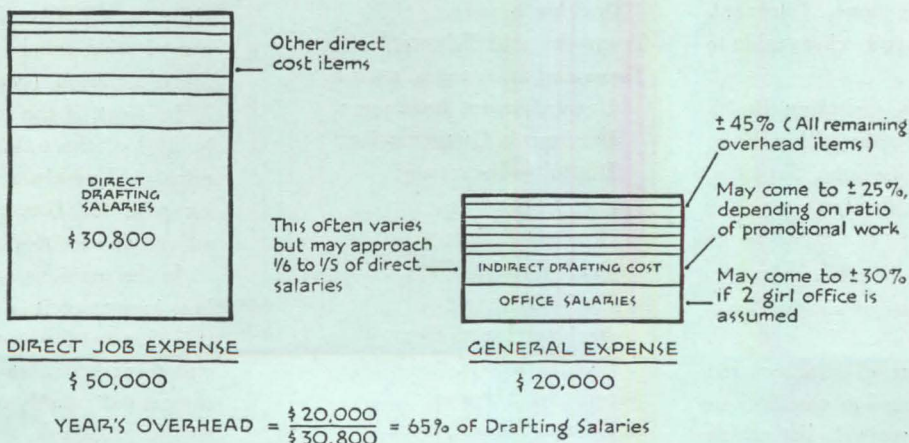 Other direct
cost items
DIRECT
DRAFTING
SALARIES
$30,800
DIRECT JOB EXPENSE
$50,000
This often varies
but may approach
1/6 to 1/5 of direct
salaries
INDIRECT DRAFTING COST
OFFICE SALARIES
GENERAL EXPENSE
$20,000
± 45% (All remaining
overhead items)
May come to ± 25%,
depending on ratio
of promotional work
May come to ± 30%
if 2 girl office is
assumed
YEAR'S OVERHEAD = $20,000 / $30,800 = 65% of Drafting Salaries